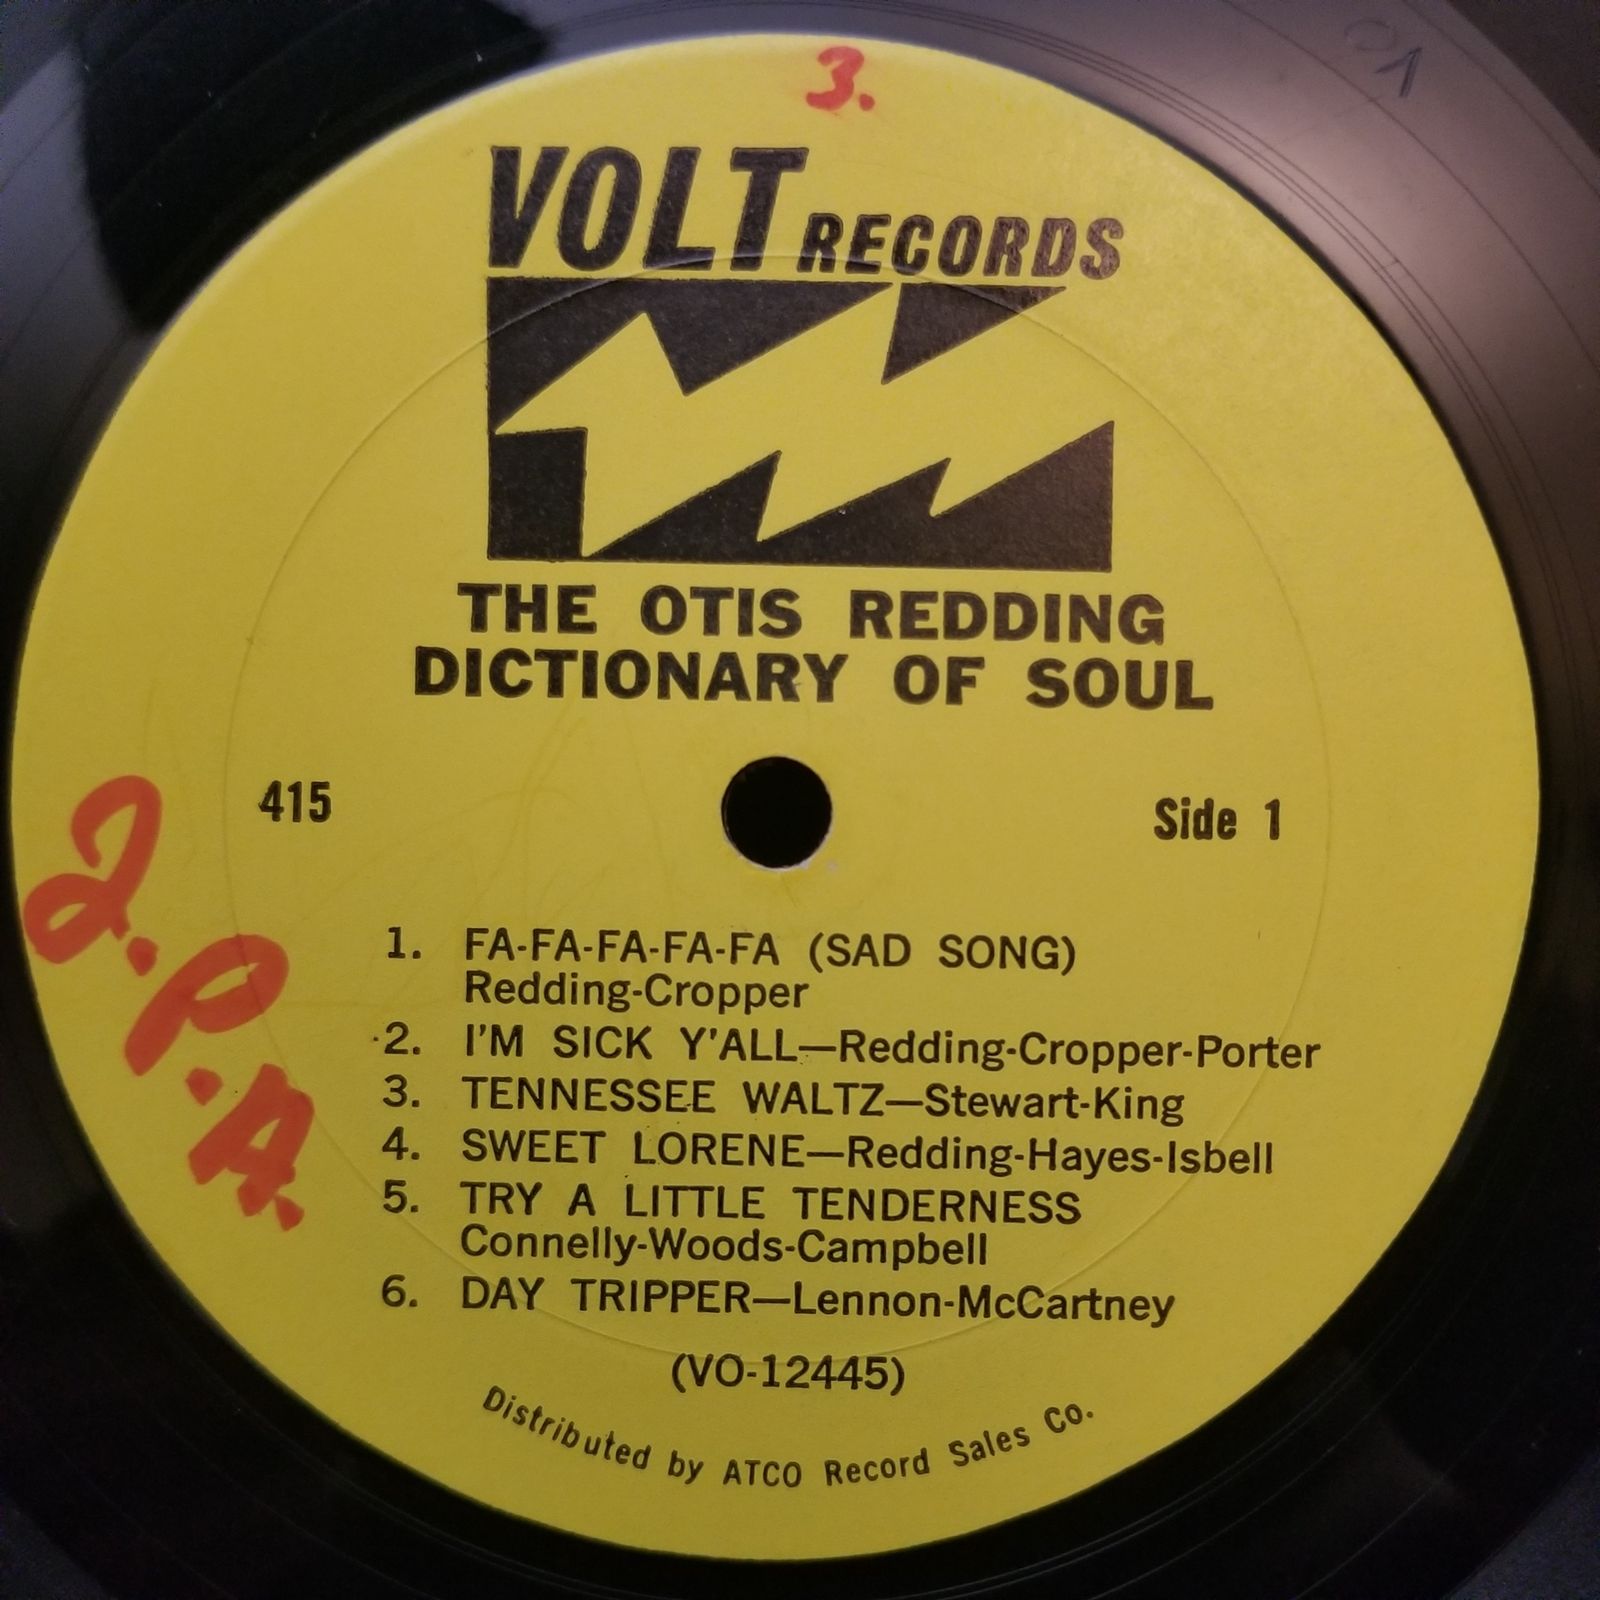 3.
VOLT RECORDS
THE OTIS REDDING
DICTIONARY OF SOUL
415
Side 1
2.P.A.
1. FA-FA-FA-FA-FA (SAD SONG)
Redding-Cropper
2. I'M SICK Y'ALL—Redding-Cropper-Porter
3. TENNESSEE WALTZ—Stewart-King
4. SWEET LORENE—Redding-Hayes-Isbell
5. TRY A LITTLE TENDERNESS
Connelly-Woods-Campbell
6. DAY TRIPPER—Lennon-McCartney
(VO-12445)
Distributed by ATCO Record Sales Co.